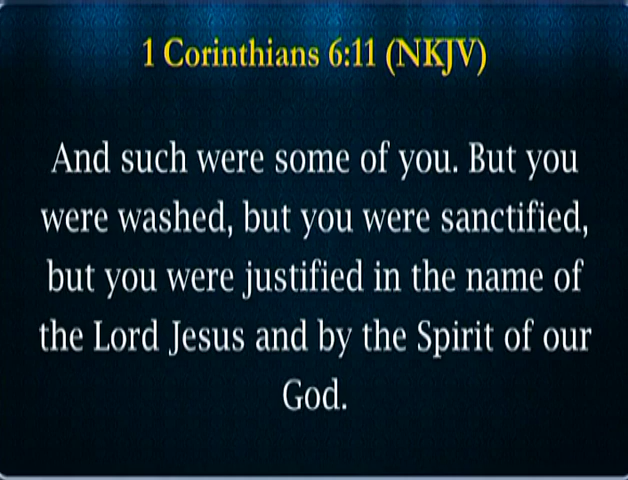 1 Corinthians 6:11 (NKJV)
And such were some of you. But you
were washed, but you were sanctified,
but you were justified in the name of
the Lord Jesus and by the Spirit of our
God.